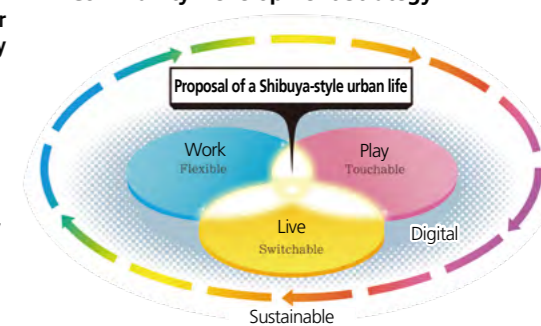 r
y
Proposal of a Shibuya-style urban life
Work
Flexible
Play
Touchable
Live
Switchable
Digital
Sustainable